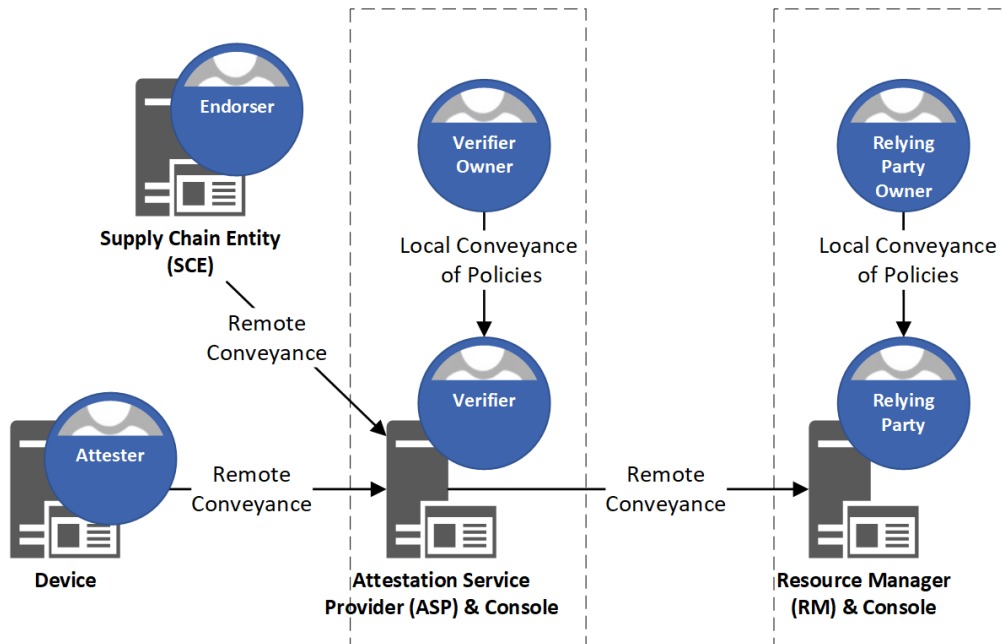 Endorser
Supply Chain Entity
(SCE)
Verifier
Owner
Relying
Party
Owner
Local Conveyance
of Policies
Local Conveyance
of Policies
Remote
Conveyance
Attester
Device
Remote
Conveyance
Verifier
Attestation Service
Provider (ASP) & Console
Remote
Conveyance
Relying
Party
Resource Manager
(RM) & Console